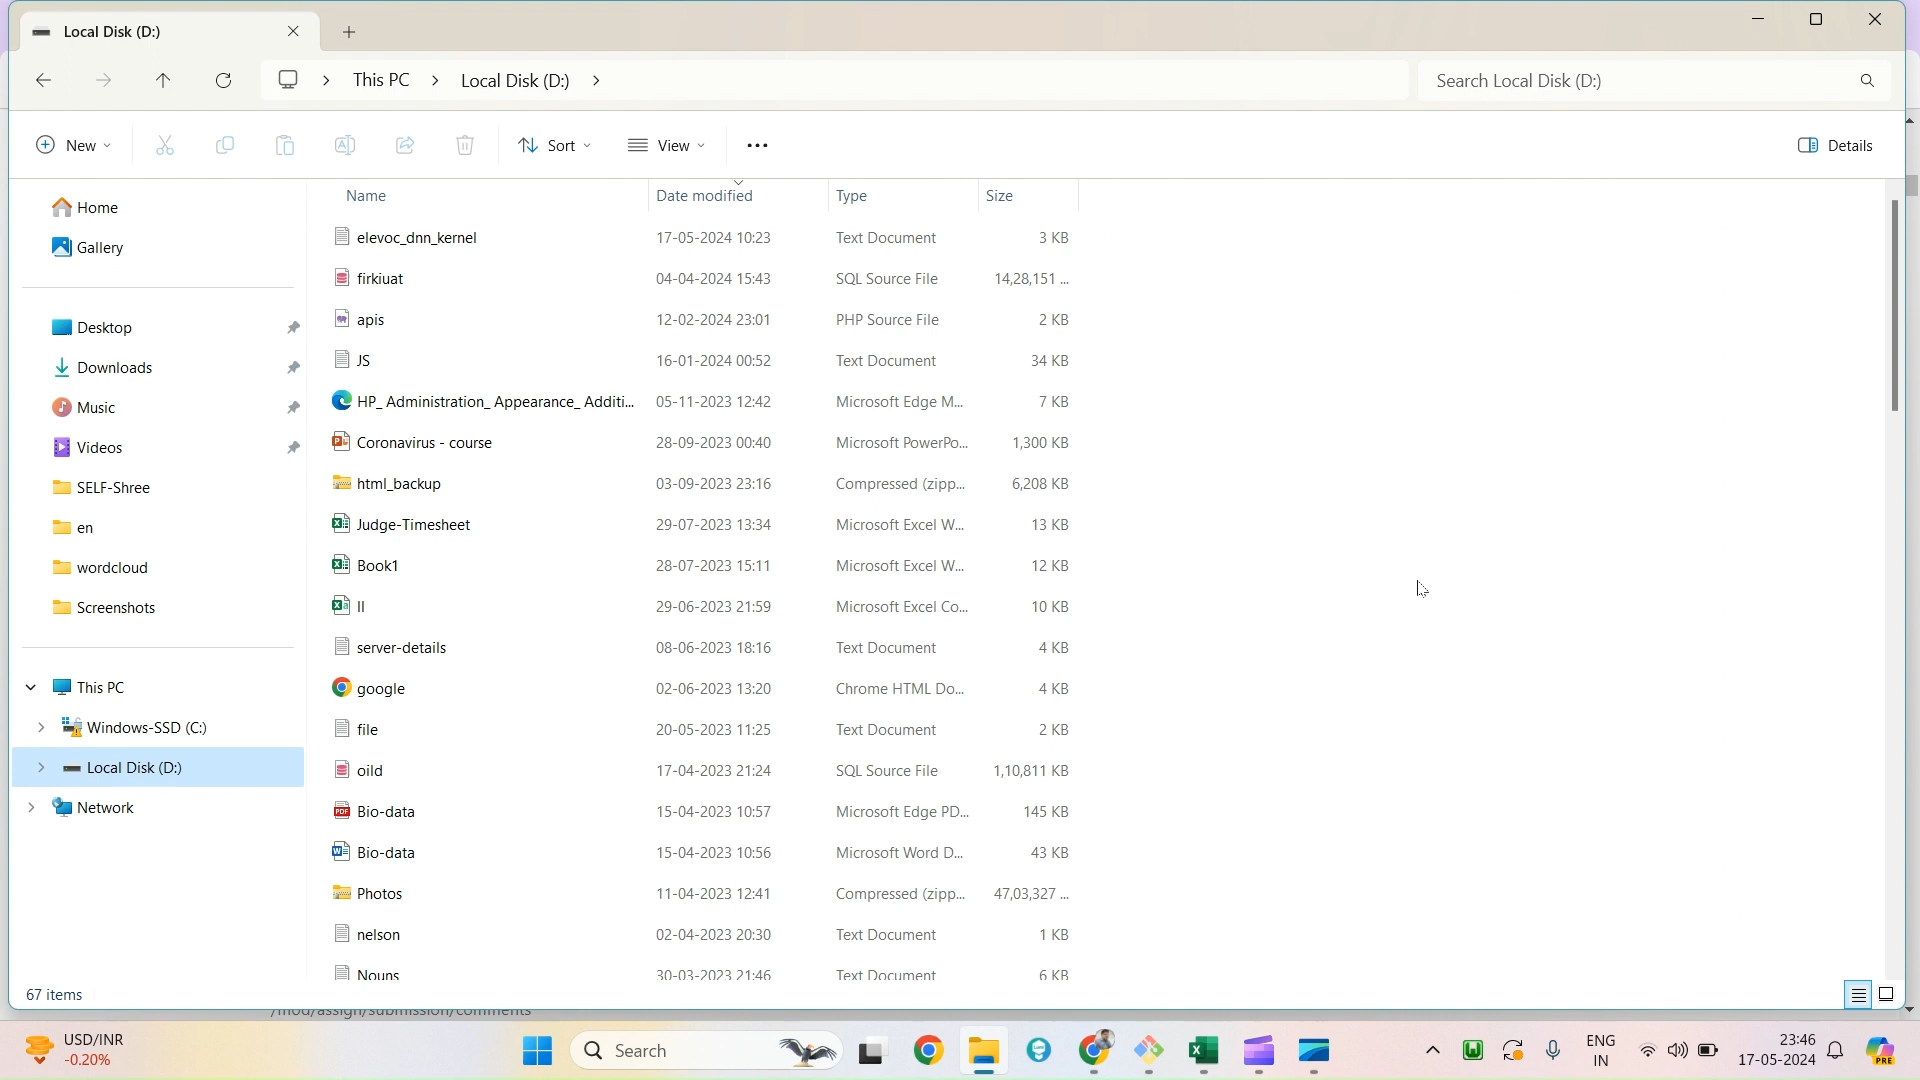 Local Disk (D:)
This PC > Local Disk (D:) >
Search Local Disk (D:)
New
Sort
View
Details
Home
Gallery
Desktop
Downloads
Music
Videos
SELF-Shree
en
wordcloud
Screenshots
This PC
Windows-SSD (C:)
Local Disk (D:)
Network
Name Date modified Type Size
elevoc_dnn_kernel 17-05-2024 10:23 Text Document 3 KB
firkiuat 04-04-2024 15:43 SQL Source File 14,28,151 ...
apis 12-02-2024 23:01 PHP Source File 2 KB
JS 16-01-2024 00:52 Text Document 34 KB
HP_ Administration_ Appearance_ Additi... 05-11-2023 12:42 Microsoft Edge M... 7 KB
Coronavirus - course 28-09-2023 00:40 Microsoft PowerPo... 1,300 KB
html_backup 03-09-2023 23:16 Compressed (zipp... 6,208 KB
Judge-Timesheet 29-07-2023 13:34 Microsoft Excel W... 13 KB
Book1 28-07-2023 15:11 Microsoft Excel W... 12 KB
ll 29-06-2023 21:59 Microsoft Excel Co... 10 KB
server-details 08-06-2023 18:16 Text Document 4 KB
google 02-06-2023 13:20 Chrome HTML Do... 4 KB
file 20-05-2023 11:25 Text Document 2 KB
oild 17-04-2023 21:24 SQL Source File 1,10,811 KB
Bio-data 15-04-2023 10:57 Microsoft Edge PD... 145 KB
Bio-data 15-04-2023 10:56 Microsoft Word D... 43 KB
Photos 11-04-2023 12:41 Compressed (zipp... 47,03,327 ...
nelson 02-04-2023 20:30 Text Document 1 KB
Nouns 30-03-2023 21:46 Text Document 6 KB
67 items
/mod/assign/submission/comments
USD/INR
-0.20%
Search
ENG
IN
23:46
17-05-2024
PRE